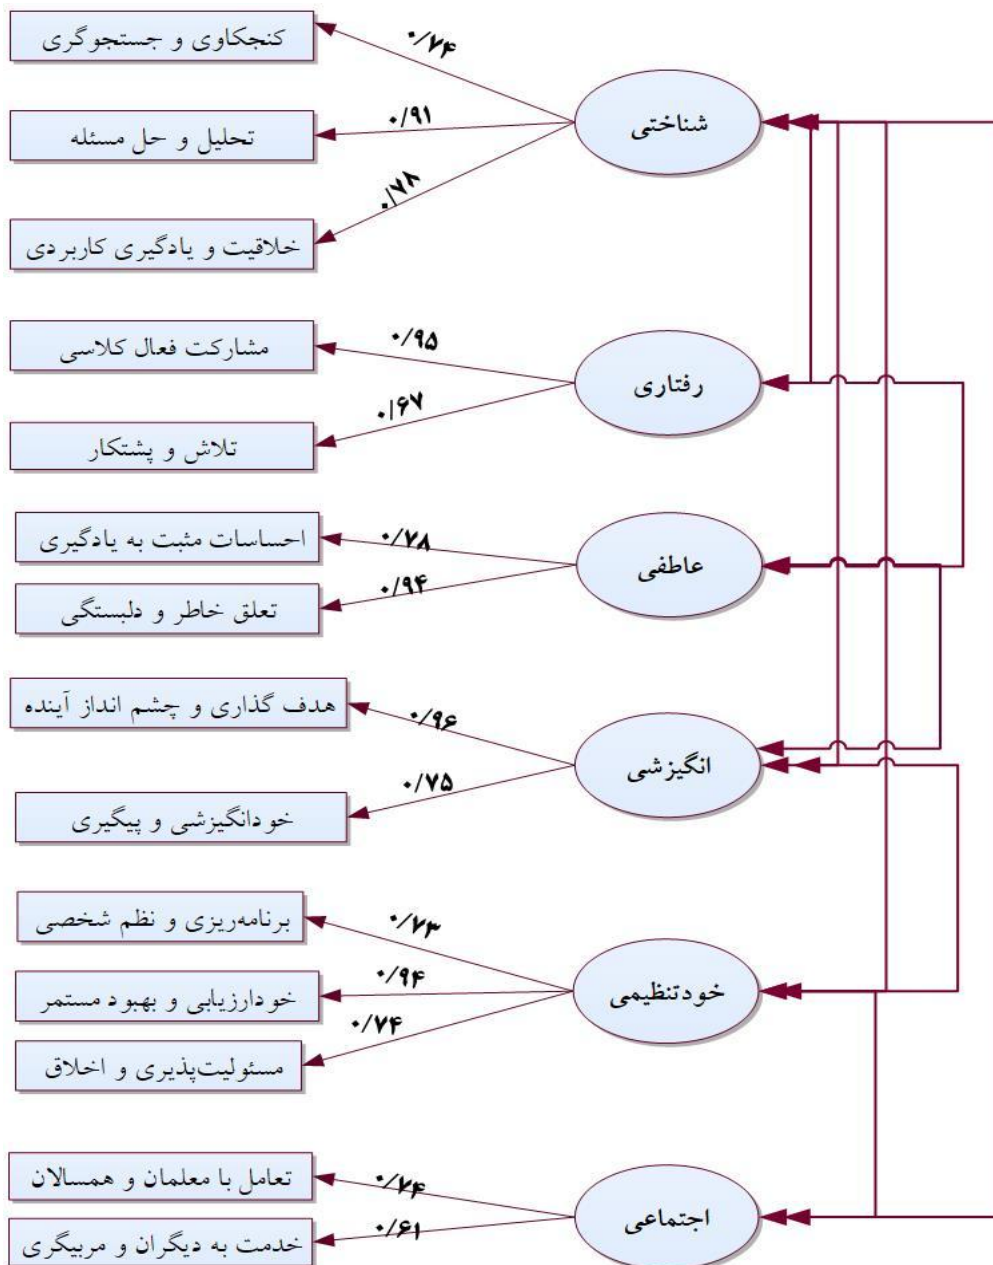 کنجکاوی و جستجوگری
۰/۷۴
شناختی
۰/۹۱
تحلیل و حل مسئله
۰/۷۸
خلاقیت و یادگیری کاربردی
مشارکت فعال کلاسی
۰/۹۵
رفتاری
۰/۶۷
تلاش و پشتکار
احساسات مثبت به یادگیری
۰/۷۸
عاطفی
۰/۹۴
تعلق خاطر و دلبستگی
هدف گذاری و چشم انداز آینده
۰/۹۶
انگیزشی
۰/۷۵
خودانگیزشی و پیگیری
برنامه‌ریزی و نظم شخصی
۰/۷۳
خودتنظیمی
۰/۹۴
خودارزیابی و بهبود مستمر
۰/۷۴
مسئولیت‌پذیری و اخلاق
تعامل با معلمان و همسالان
۰/۷۴
اجتماعی
۰/۶۱
خدمت به دیگران و مربیگری